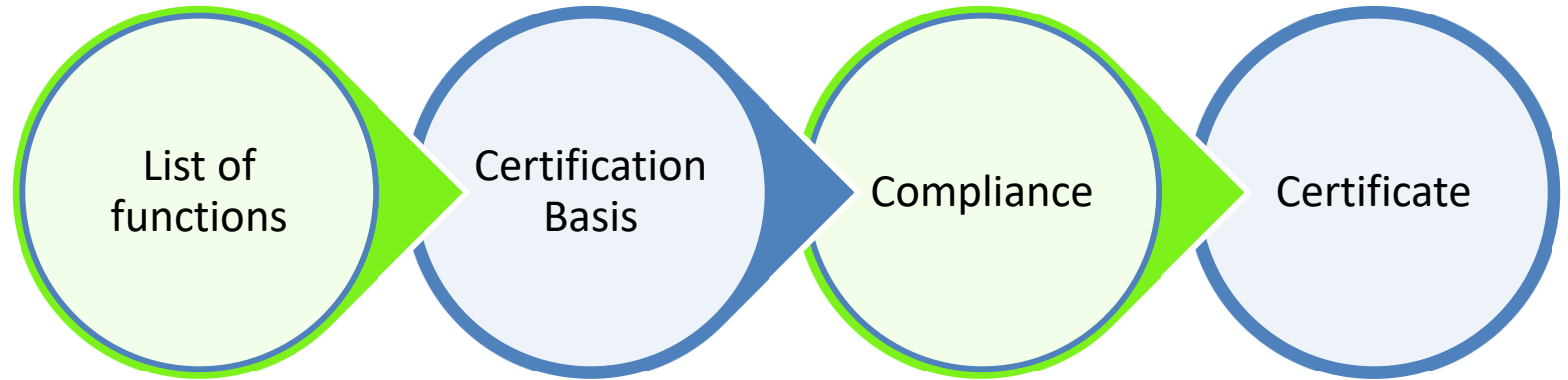 List of
functions
Certification
Basis
Compliance
Certificate